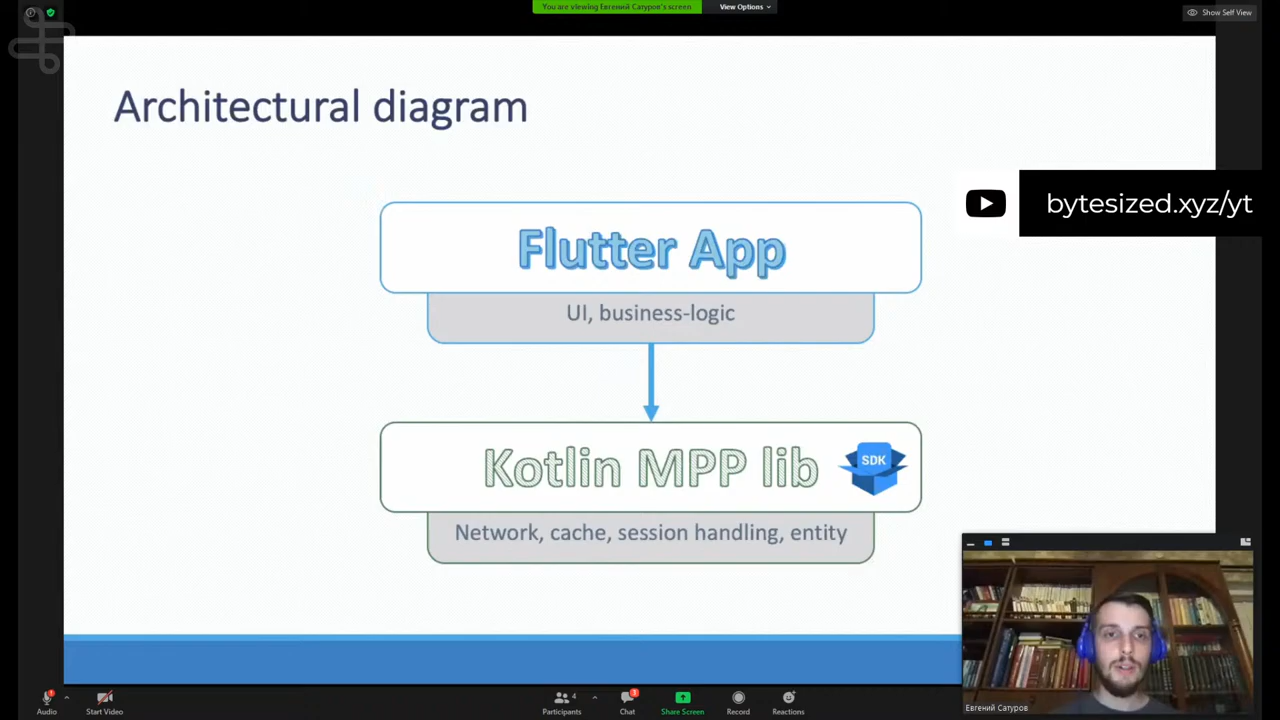 You are viewing Евгений Сатуров's screen
View Options
Show Self View
Architectural diagram
bytesized.xyz/yt
Flutter App
UI, business-logic
Kotlin MPP lib
SDK
Network, cache, session handling, entity
Евгений Сатуров
Audio
Start Video
4
Participants
3
Chat
Share Screen
Record
Reactions